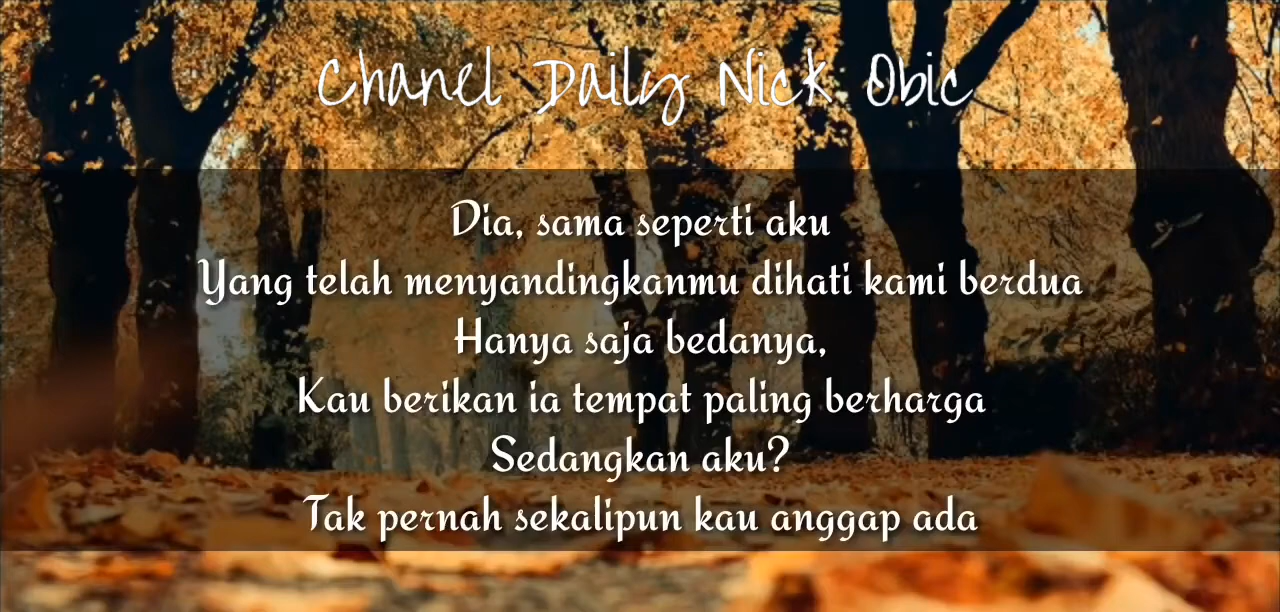 Chanel Daily Nick Obic
Dia, sama seperti aku
Yang telah menyandingkanmu dihati kami berdua
Hanya saja bedanya,
Kau berikan ia tempat paling berharga
Sedangkan aku?
Tak pernah sekalipun kau anggap ada